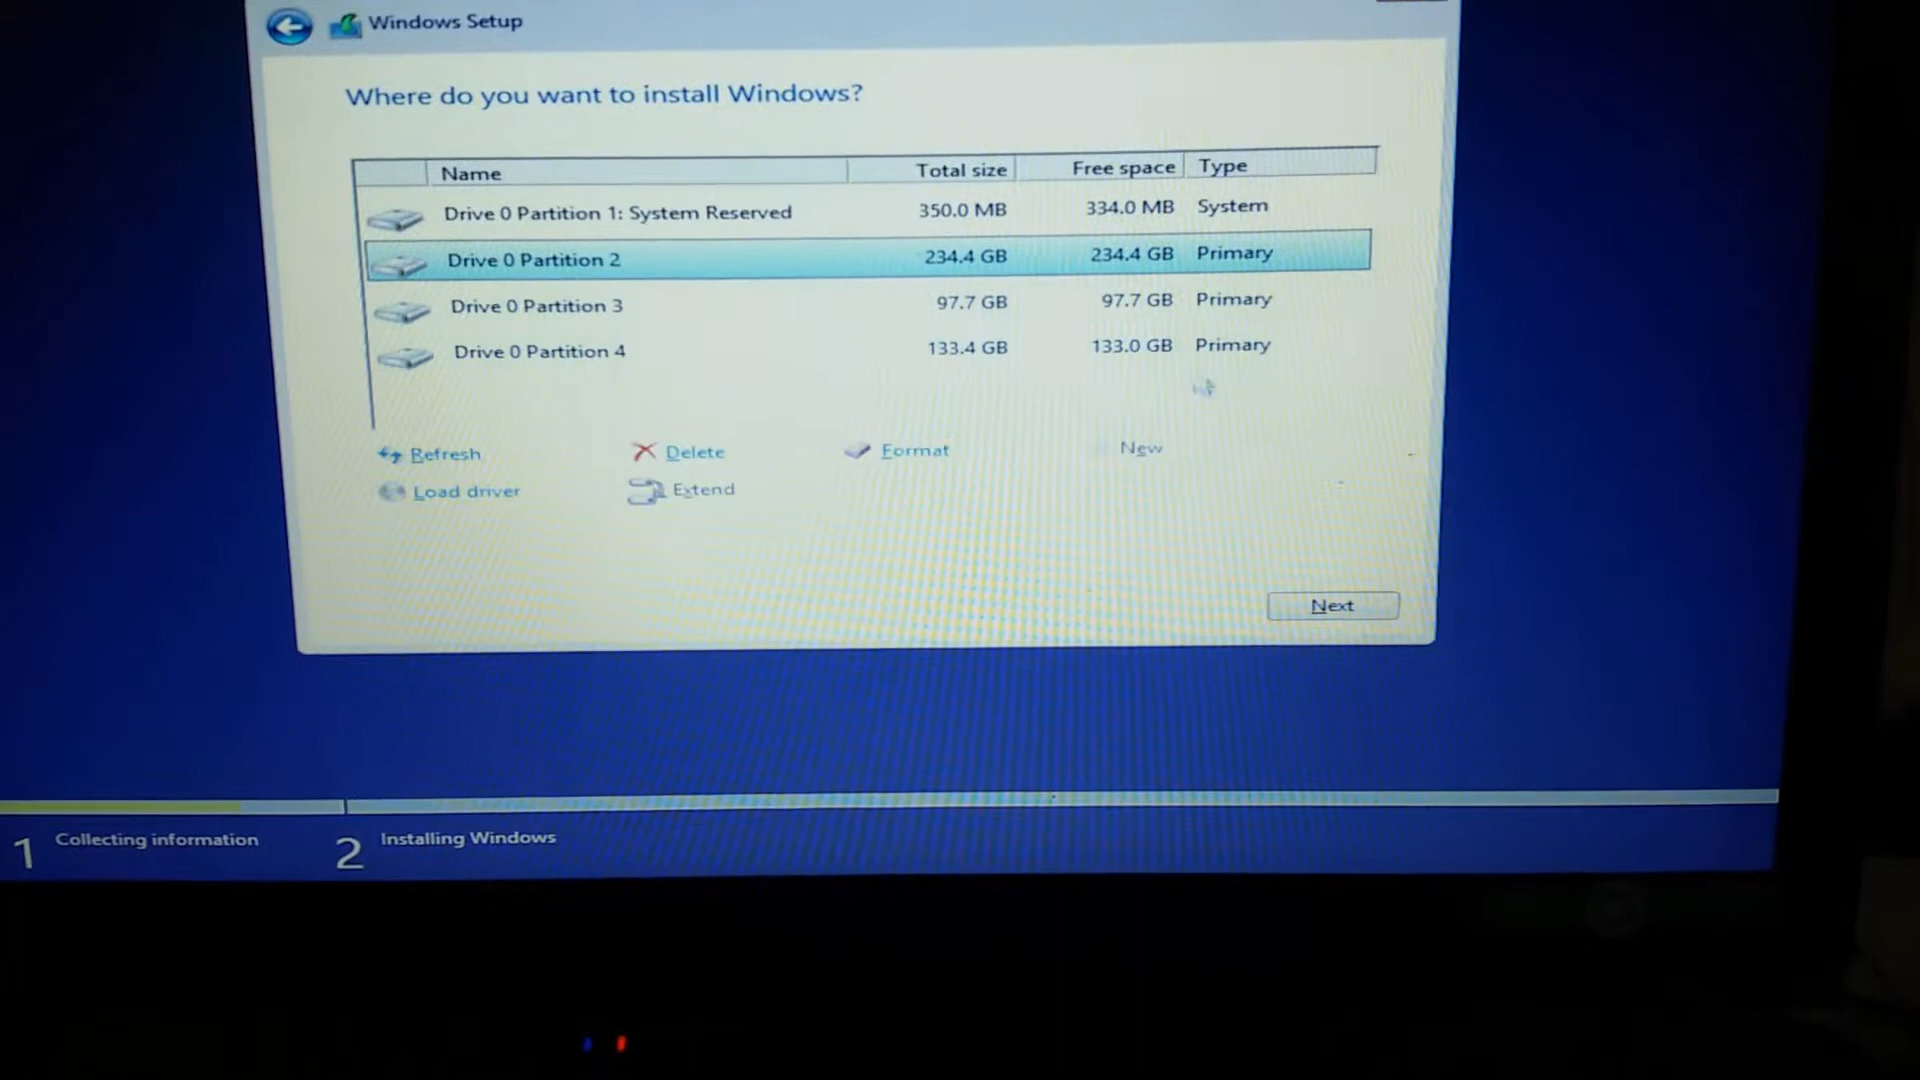 Windows Setup
Where do you want to install Windows?
Name Total size Free space Type
Drive 0 Partition 1: System Reserved 350.0 MB 334.0 MB System
Drive 0 Partition 2 234.4 GB 234.4 GB Primary
Drive 0 Partition 3 97.7 GB 97.7 GB Primary
Drive 0 Partition 4 133.4 GB 133.0 GB Primary
Refresh Delete Format New
Load driver Extend
Next
1 Collecting information 2 Installing Windows